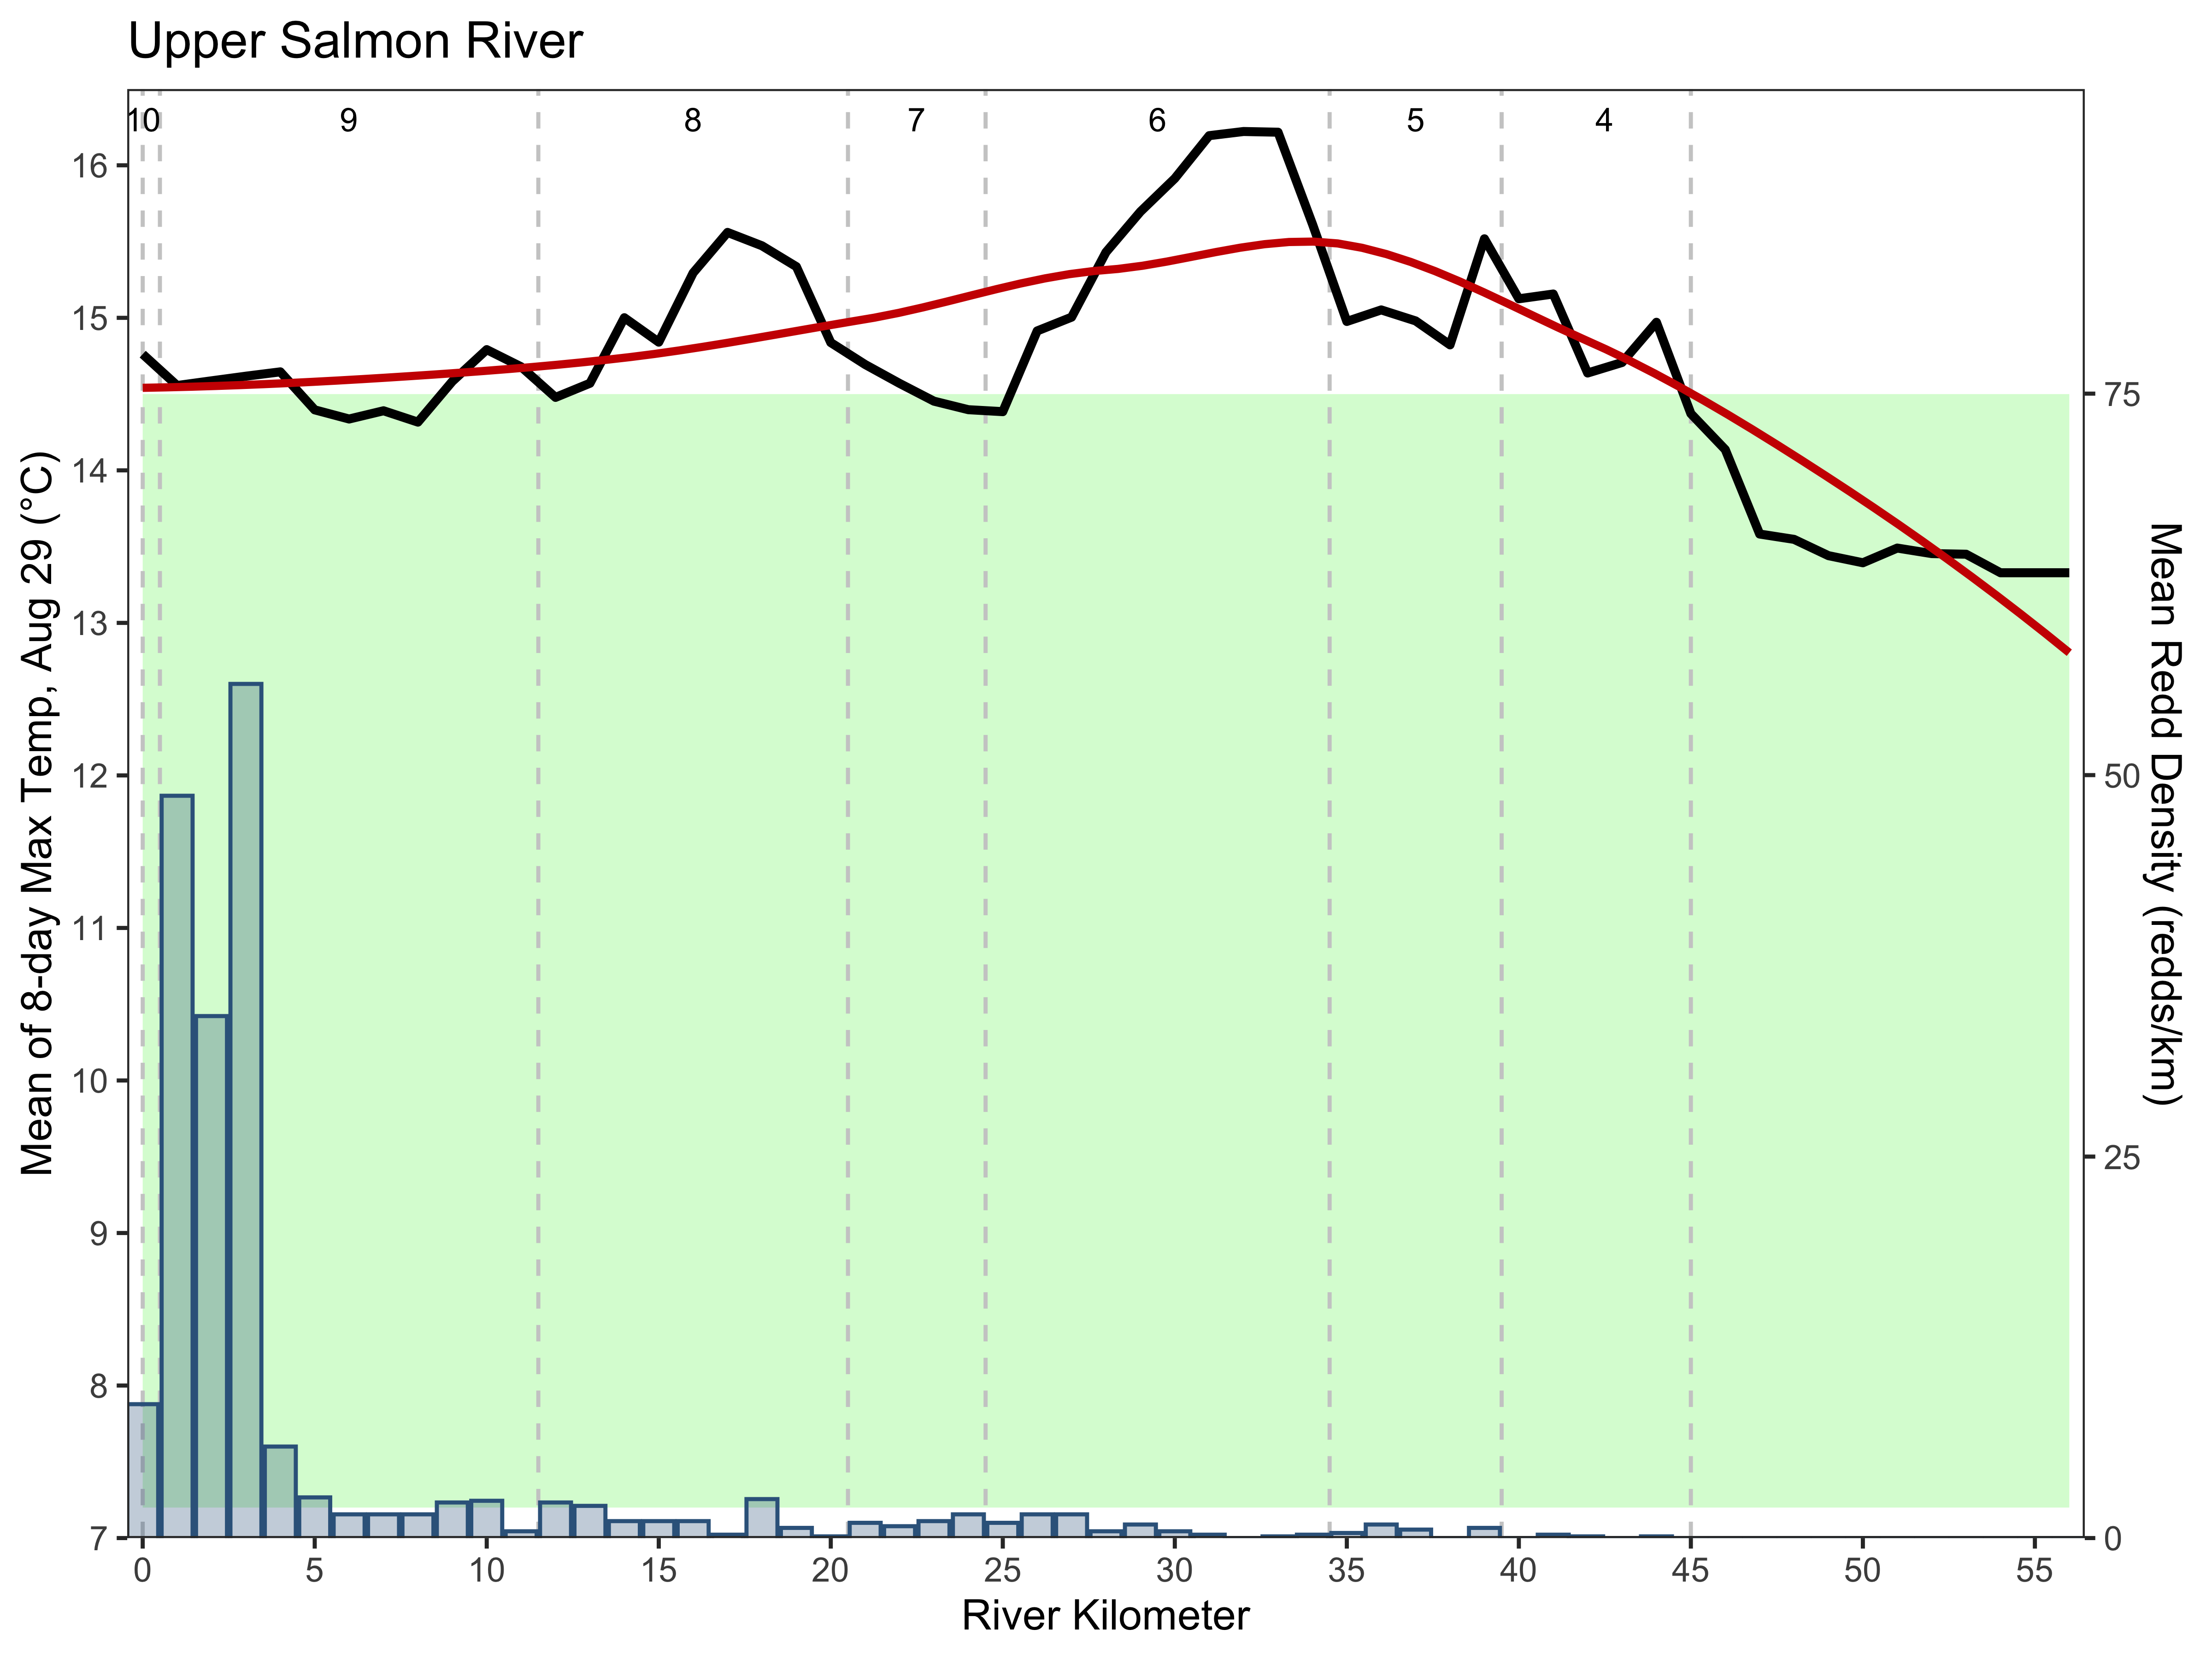 Upper Salmon River
10 9 8 7 6 5 4
16
15
14
13
12
11
10
9
8
7
Mean of 8-day Max Temp, Aug 29 (°C)
75
50
25
0
Mean Redd Density (redds/km)
0 5 10 15 20 25 30 35 40 45 50 55
River Kilometer